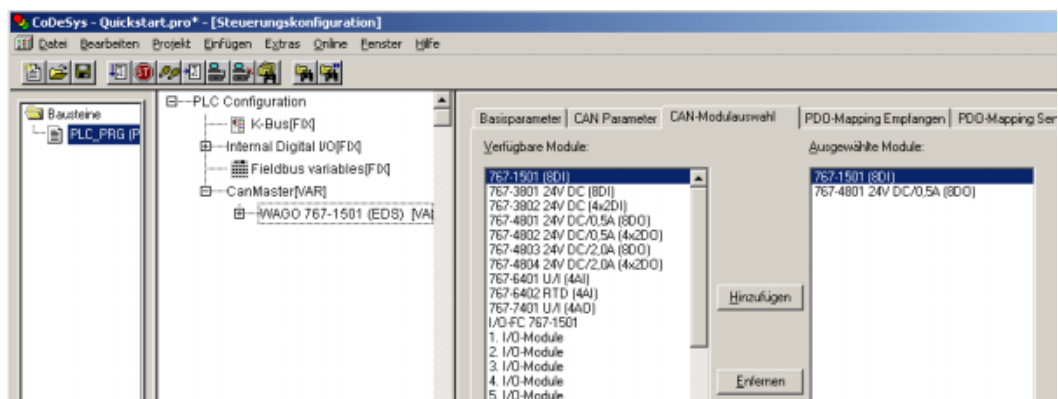 CoDeSys - Quickstart.pro* - [Steuerungskonfiguration]
Datei Bearbeiten Projekt Einfügen Extras Online Fenster Hilfe
Bausteine
PLC_PRG (P
PLC Configuration
K-Bus[FIX]
Internal Digital I/O[FIX]
Fieldbus variables[FIX]
CanMaster[VAR]
WAGO 767-1501 (EDS) [VA
Basisparameter CAN Parameter CAN-Modulauswahl PDO-Mapping Empfangen PDO-Mapping Ser
Verfügbare Module:
767-1501 (8DI)
767-3801 24V DC (8DI)
767-3802 24V DC (4x2DI)
767-4801 24V DC/0,5A (8DO)
767-4802 24V DC/0,5A (4x2DO)
767-4803 24V DC/2,0A (8DO)
767-4804 24V DC/2,0A (4x2DO)
767-6401 U/I (4AI)
767-6402 RTD (4AI)
767-7401 U/I (4AO)
I/O-FC 767-1501
1. I/O-Module
2. I/O-Module
3. I/O-Module
4. I/O-Module
5. I/O-Module
Hinzufügen
Enfernen
Ausgewählte Module:
767-1501 (8DI)
767-4801 24V DC/0,5A (8DO)